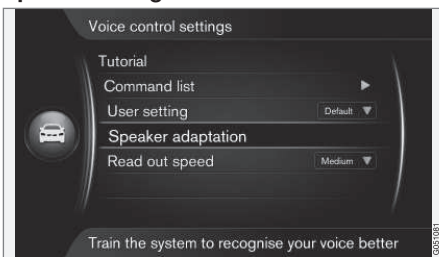 Voice control settings
Tutorial
Command list
User setting Default
Speaker adaptation
Read out speed Medium
Train the system to recognise your voice better
G051081